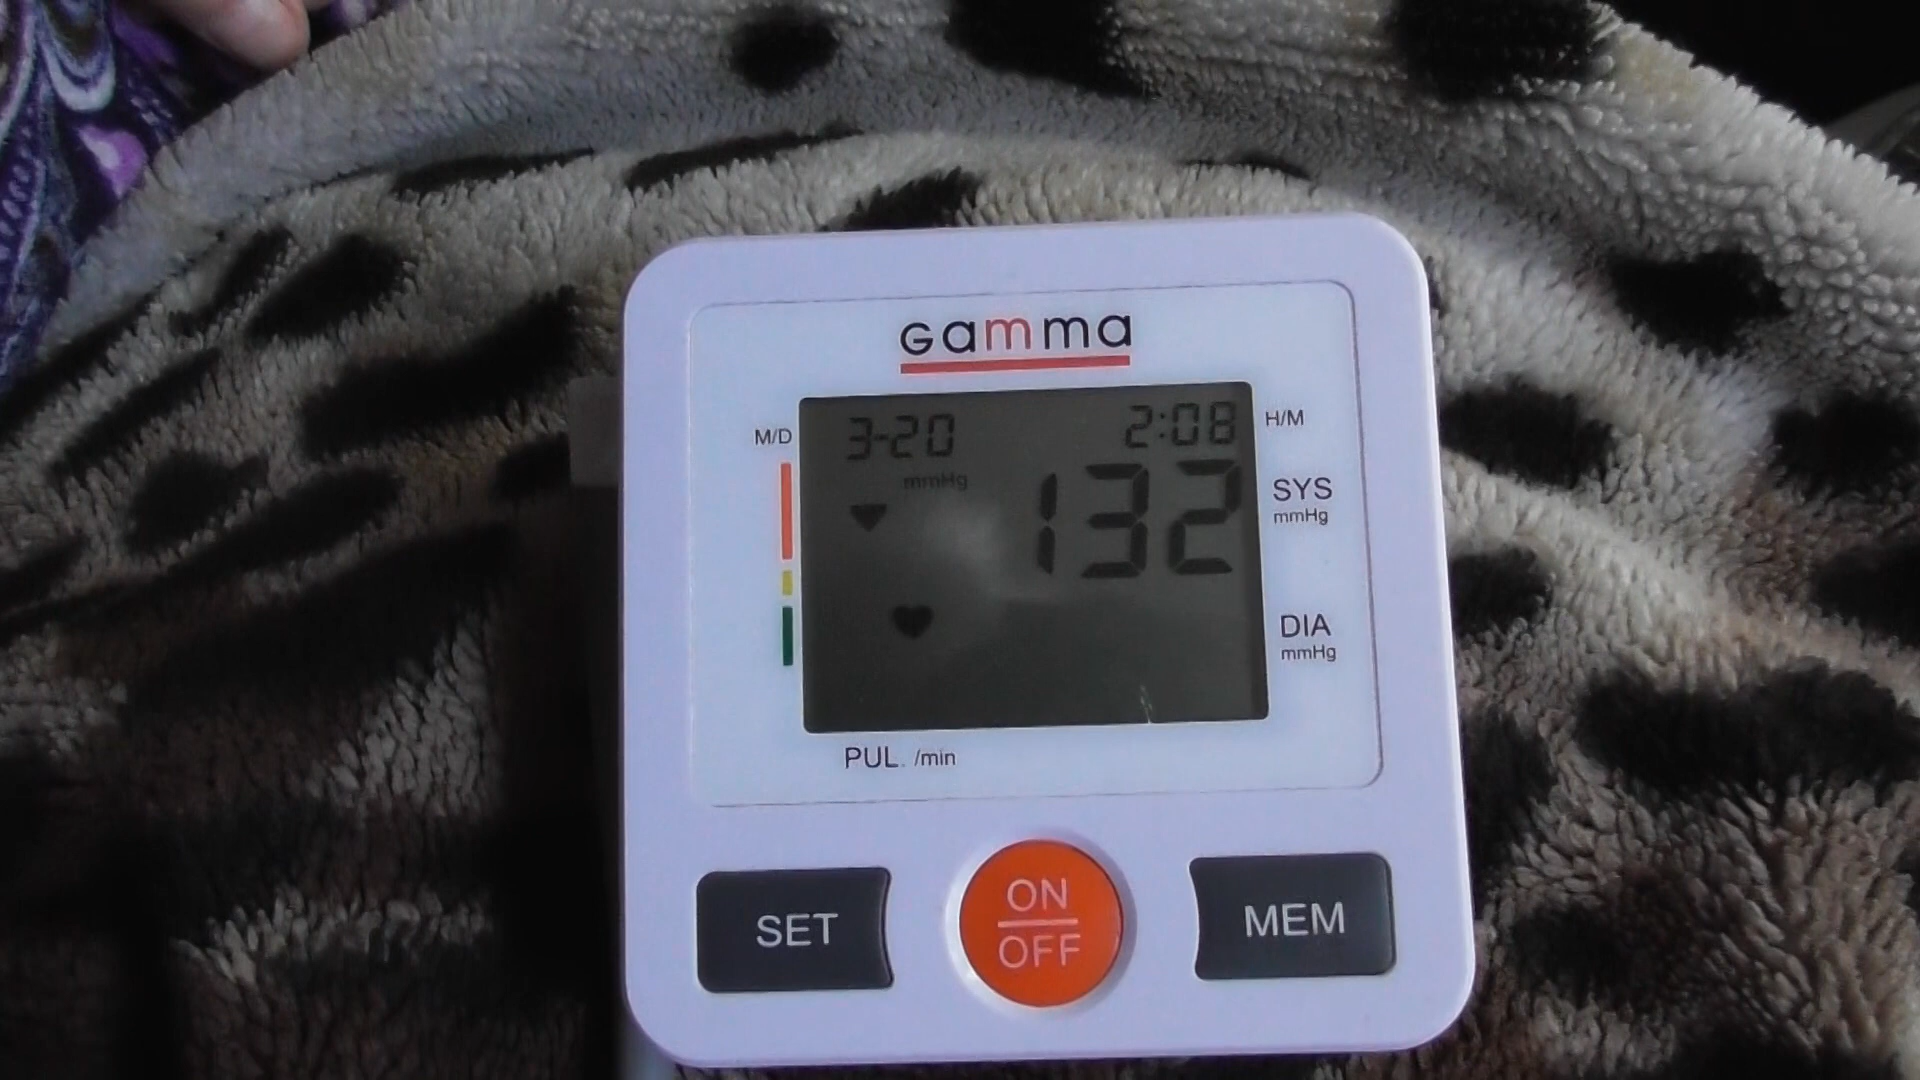 Gamma
M/D
3-20
2:08
H/M
mmHg
132
SYS
mmHg
DIA
mmHg
PUL. /min
SET
ON
OFF
MEM